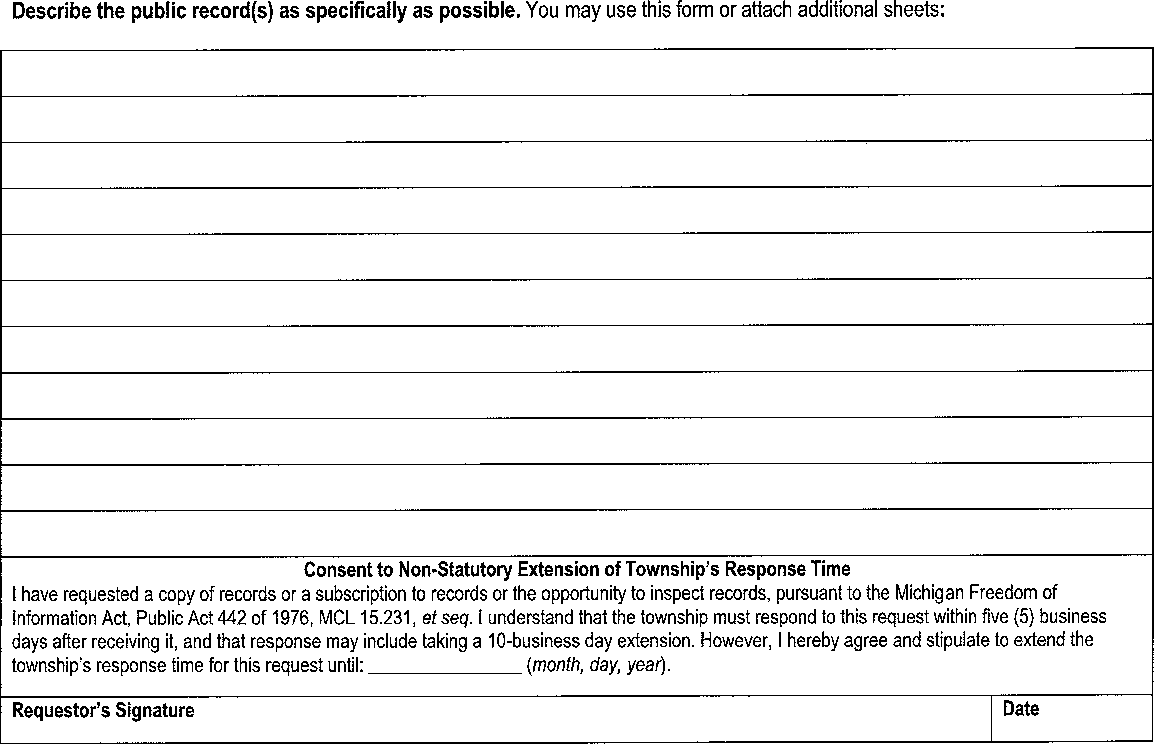 Describe the public record(s) as specifically as possible. You may use this form or attach additional sheets:
Consent to Non-Statutory Extension of Township's Response Time
I have requested a copy of records or a subscription to records or the opportunity to inspect records, pursuant to the Michigan Freedom of
Information Act, Public Act 442 of 1976, MCL 15.231, et seq. I understand that the township must respond to this request within five (5) business
days after receiving it, and that response may include taking a 10-business day extension. However, I hereby agree and stipulate to extend the
township's response time for this request until: ________________ (month, day, year).
Requestor's Signature
Date